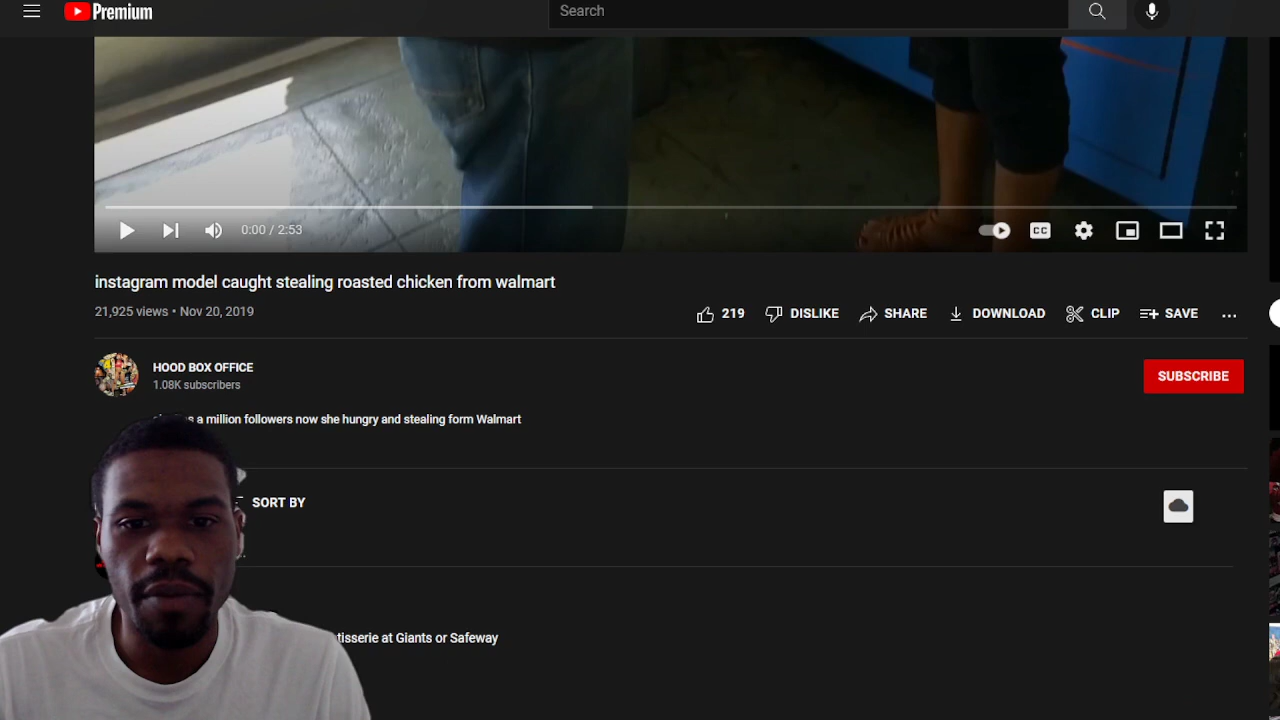 Premium
Search
0:00 / 2:53
CC
instagram model caught stealing roasted chicken from walmart
21,925 views • Nov 20, 2019
219 DISLIKE SHARE DOWNLOAD CLIP SAVE ...
HOOD BOX OFFICE
1.08K subscribers
SUBSCRIBE
a million followers now she hungry and stealing form Walmart
SORT BY
tisserie at Giants or Safeway